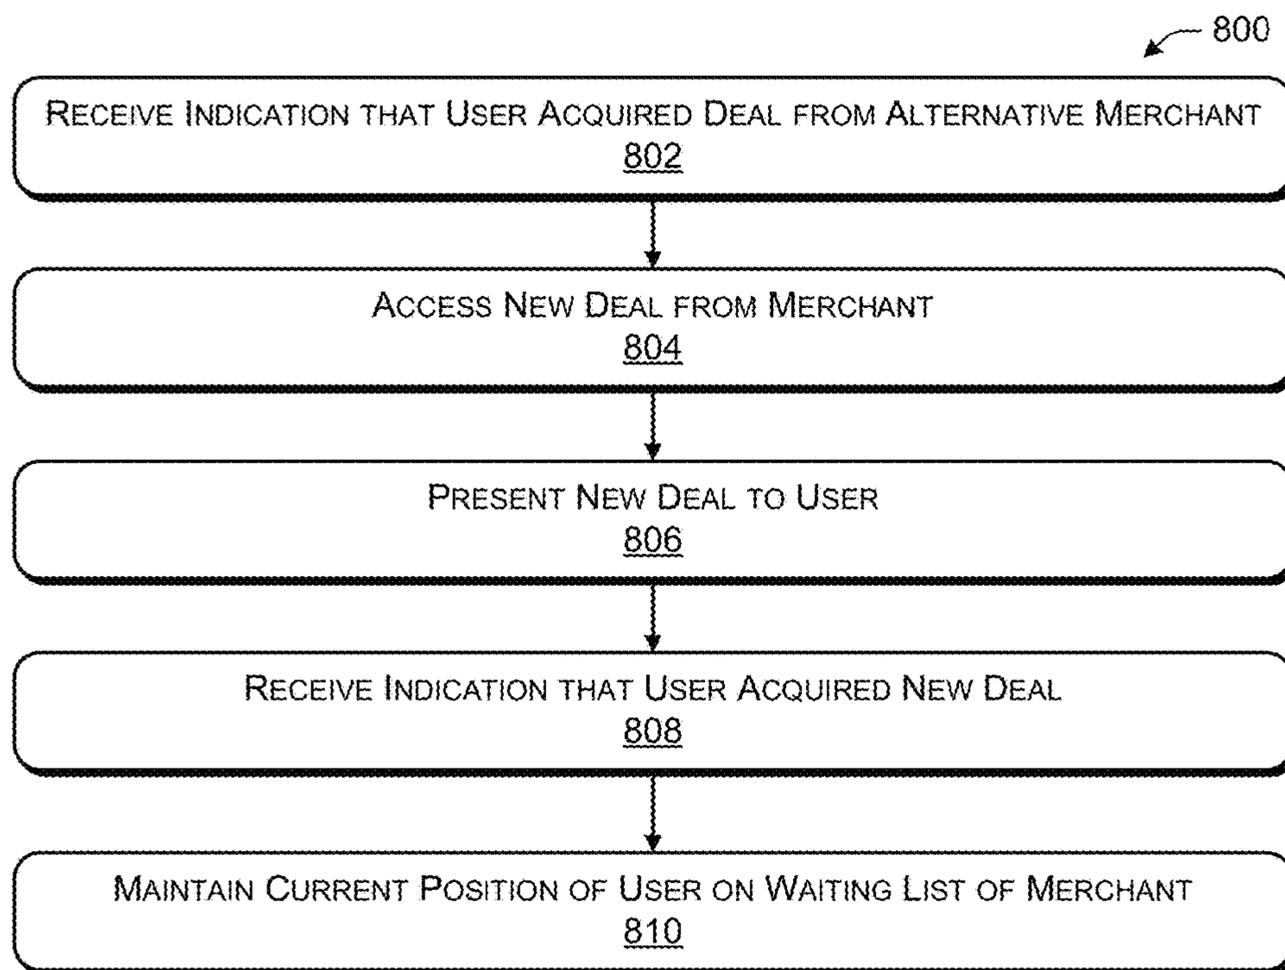 800
RECEIVE INDICATION THAT USER ACQUIRED DEAL FROM ALTERNATIVE MERCHANT
802
ACCESS NEW DEAL FROM MERCHANT
804
PRESENT NEW DEAL TO USER
806
RECEIVE INDICATION THAT USER ACQUIRED NEW DEAL
808
MAINTAIN CURRENT POSITION OF USER ON WAITING LIST OF MERCHANT
810